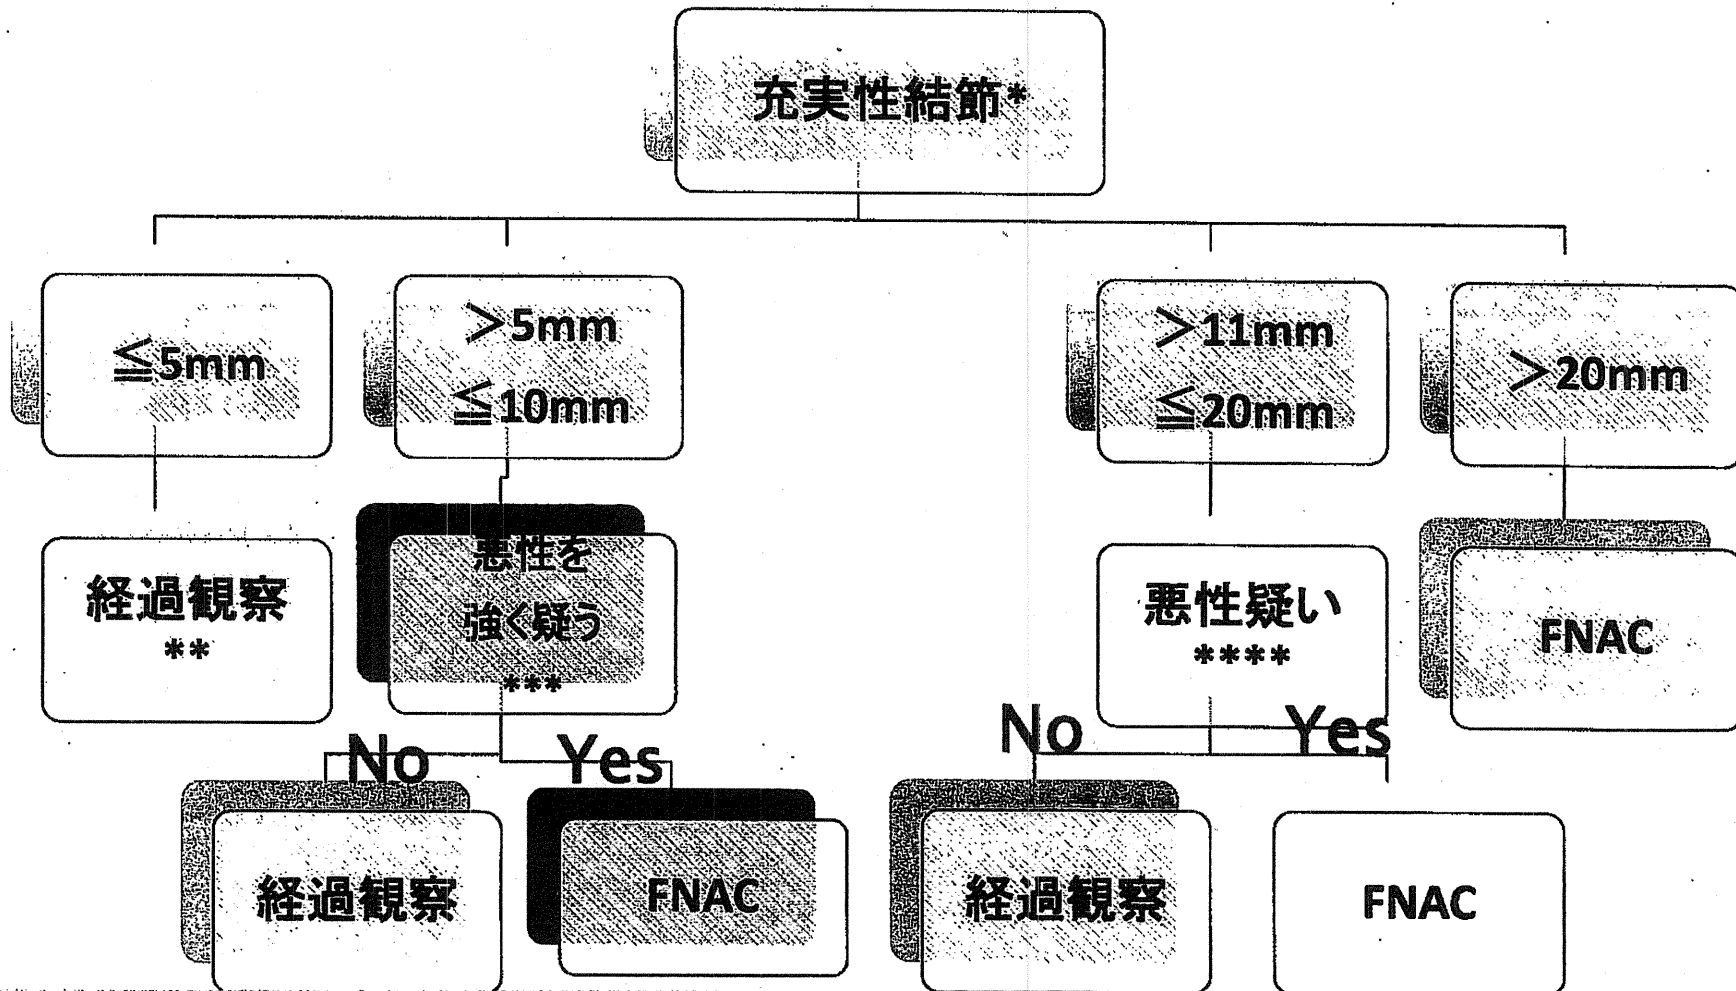 充実性結節*
≦5mm
＞5mm
≦10mm
＞11mm
≦20mm
＞20mm
経過観察
**
悪性を
強く疑う
***
悪性疑い
****
FNAC
No
Yes
No
Yes
経過観察
FNAC
経過観察
FNAC